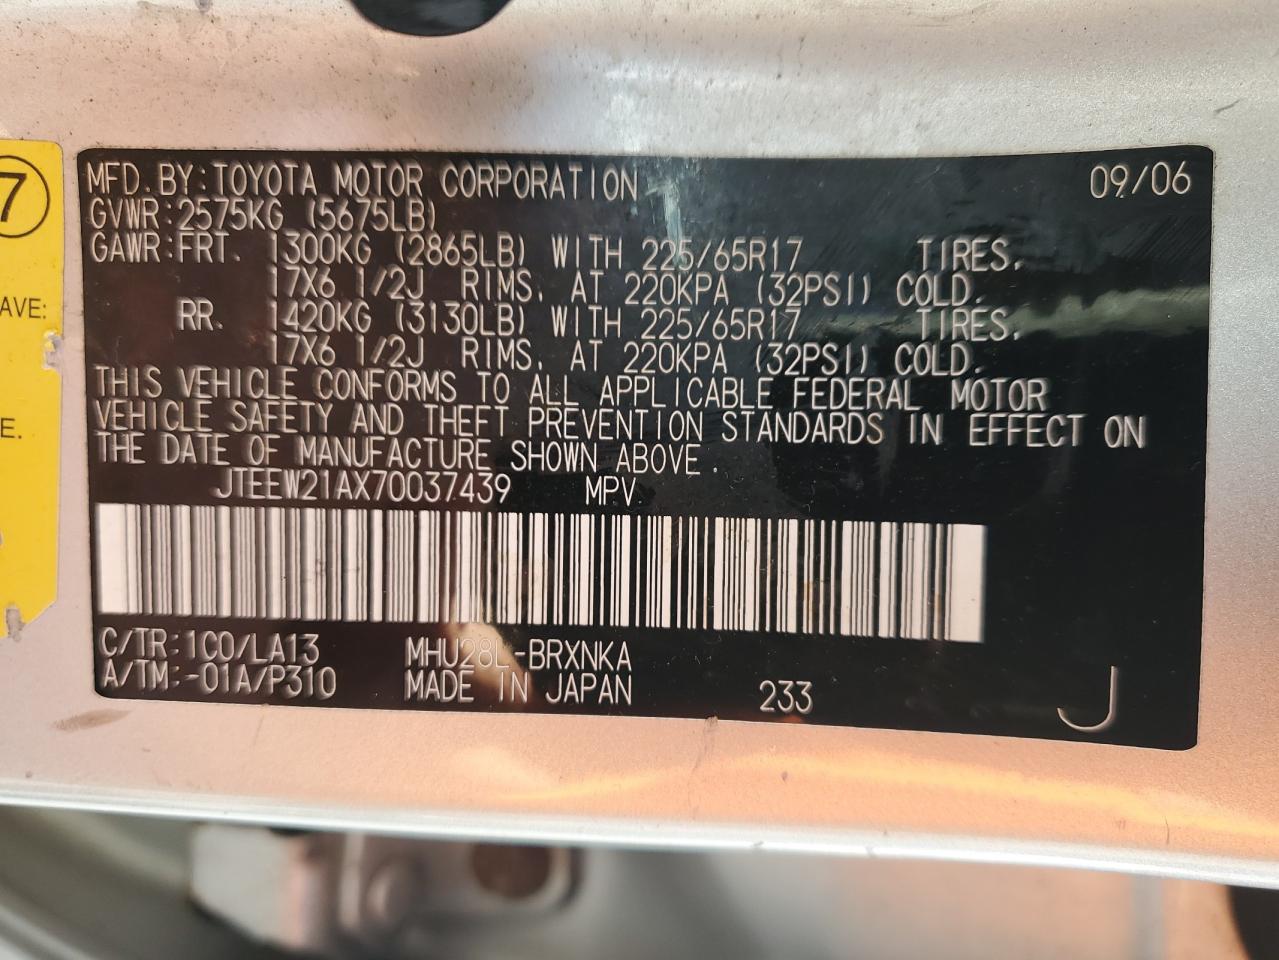 MFD. BY: TOYOTA MOTOR CORPORATION 09/06
GVWR: 2575KG (5675LB)
GAWR: FRT. 1300KG (2865LB) WITH 225/65R17 TIRES,
17X6 1/2J RIMS, AT 220KPA (32PSI) COLD.
RR. 1420KG (3130LB) WITH 225/65R17 TIRES,
17X6 1/2J RIMS, AT 220KPA (32PSI) COLD.
THIS VEHICLE CONFORMS TO ALL APPLICABLE FEDERAL MOTOR
VEHICLE SAFETY AND THEFT PREVENTION STANDARDS IN EFFECT ON
THE DATE OF MANUFACTURE SHOWN ABOVE.
JTEEW21AX70037439 MPV
C/TR: 1C0/LA13 MHU28L-BRXNKA
A/TM: -01A/P310 MADE IN JAPAN 233 J
7
AVE:
E.